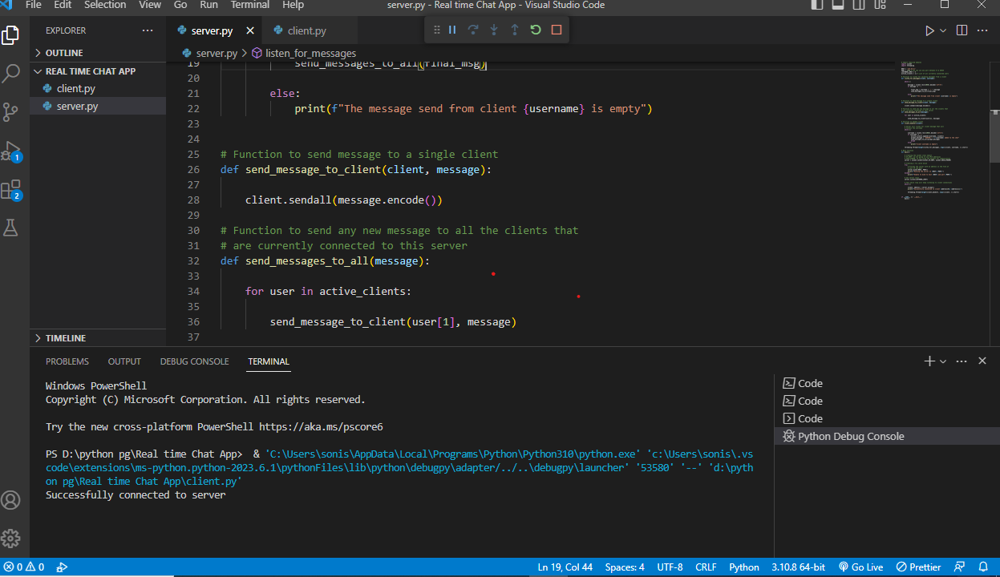 File Edit Selection View Go Run Terminal Help server.py - Real time Chat App - Visual Studio Code
EXPLORER ···
server.py × client.py
OUTLINE
server.py > listen_for_messages
REAL TIME CHAT APP
client.py
server.py
19 send_messages_to_all(final_msg)
20
21 else:
22 print(f"The message send from client {username} is empty")
23
24
25 # Function to send message to a single client
26 def send_message_to_client(client, message):
27
28 client.sendall(message.encode())
29
30 # Function to send any new message to all the clients that
31 # are currently connected to this server
32 def send_messages_to_all(message):
33
34 for user in active_clients:
35
36 send_message_to_client(user[1], message)
37
1
2
TIMELINE
PROBLEMS OUTPUT DEBUG CONSOLE TERMINAL
Windows PowerShell
Copyright (C) Microsoft Corporation. All rights reserved.
Try the new cross-platform PowerShell https://aka.ms/pscore6
PS D:\python pg\Real time Chat App>  & 'C:\Users\sonis\AppData\Local\Programs\Python\Python310\python.exe' 'c:\Users\sonis\.vs
code\extensions\ms-python.python-2023.6.1\pythonFiles\lib\python\debugpy\adapter/../..\debugpy\launcher' '53580' '--' 'd:\pyth
on pg\Real time Chat App\client.py'
Successfully connected to server
Code
Code
Code
Python Debug Console
0 0 Ln 19, Col 44 Spaces: 4 UTF-8 CRLF Python 3.10.8 64-bit Go Live Prettier